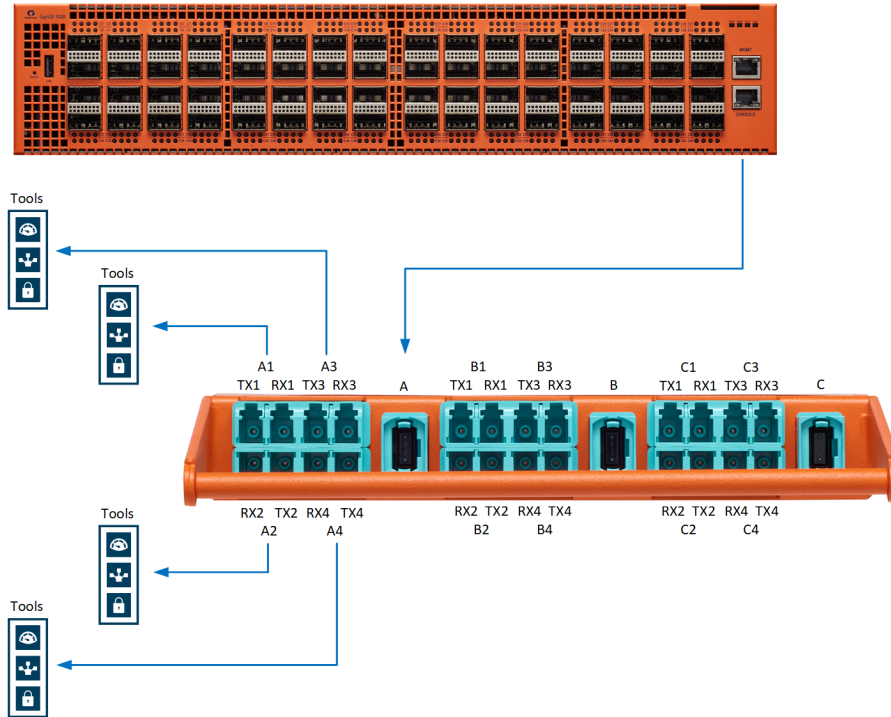 MGMT
CONSOLE
Tools
Tools
A1 A3 B1 B3 C1 C3
TX1 RX1 TX3 RX3 A TX1 RX1 TX3 RX3 B TX1 RX1 TX3 RX3 C
RX2 TX2 RX4 TX4 RX2 TX2 RX4 TX4 RX2 TX2 RX4 TX4
A2 A4 B2 B4 C2 C4
Tools
Tools